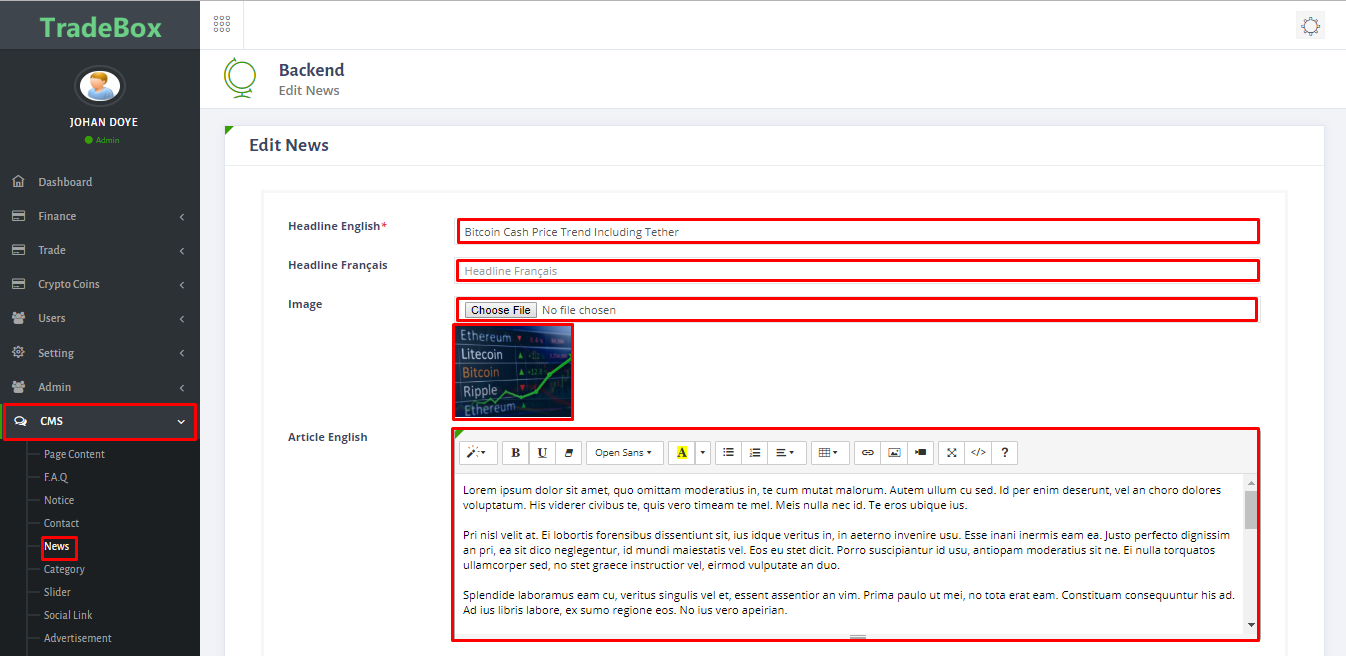 TradeBox
Backend
Edit News
JOHAN DOYE
Admin
Dashboard
Finance
Trade
Crypto Coins
Users
Setting
Admin
CMS
Page Content
F.A.Q
Notice
Contact
News
Category
Slider
Social Link
Advertisement
Edit News
Headline English*
Bitcoin Cash Price Trend Including Tether
Headline Français
Headline Français
Image
Choose File No file chosen
Ethereum
Litecoin
Bitcoin
Ripple
Ethereum
Article English
B U Open Sans A </> ?
Lorem ipsum dolor sit amet, quo omittam moderatius in, te cum mutat malorum. Autem ullum cu sed. Id per enim deserunt, vel an choro dolores
voluptatum. His viderer civibus te, quis vero timeam te mel. Meis nulla nec id. Te eros ubique ius.
Pri nisl velit at. Ei lobortis forensibus dissentiunt sit, ius idque veritus in, in aeterno invenire usu. Esse inani inermis eam ea. Justo perfecto dignissim
an pri, ea sit dico neglegentur, id mundi maiestatis vel. Eos eu stet dicit. Porro suscipiantur id usu, antiopam moderatius sit ne. Ei nulla torquatos
ullamcorper sed, no stet graece instructior vel, eirmod vulputate an duo.
Splendide laboramus eam cu, veritus singulis vel et, essent assentior an vim. Prima paulo ut mei, no tota erat eam. Constituam consequuntur his ad.
Ad ius libris labore, ex sumo regione eos. No ius vero apeirian.